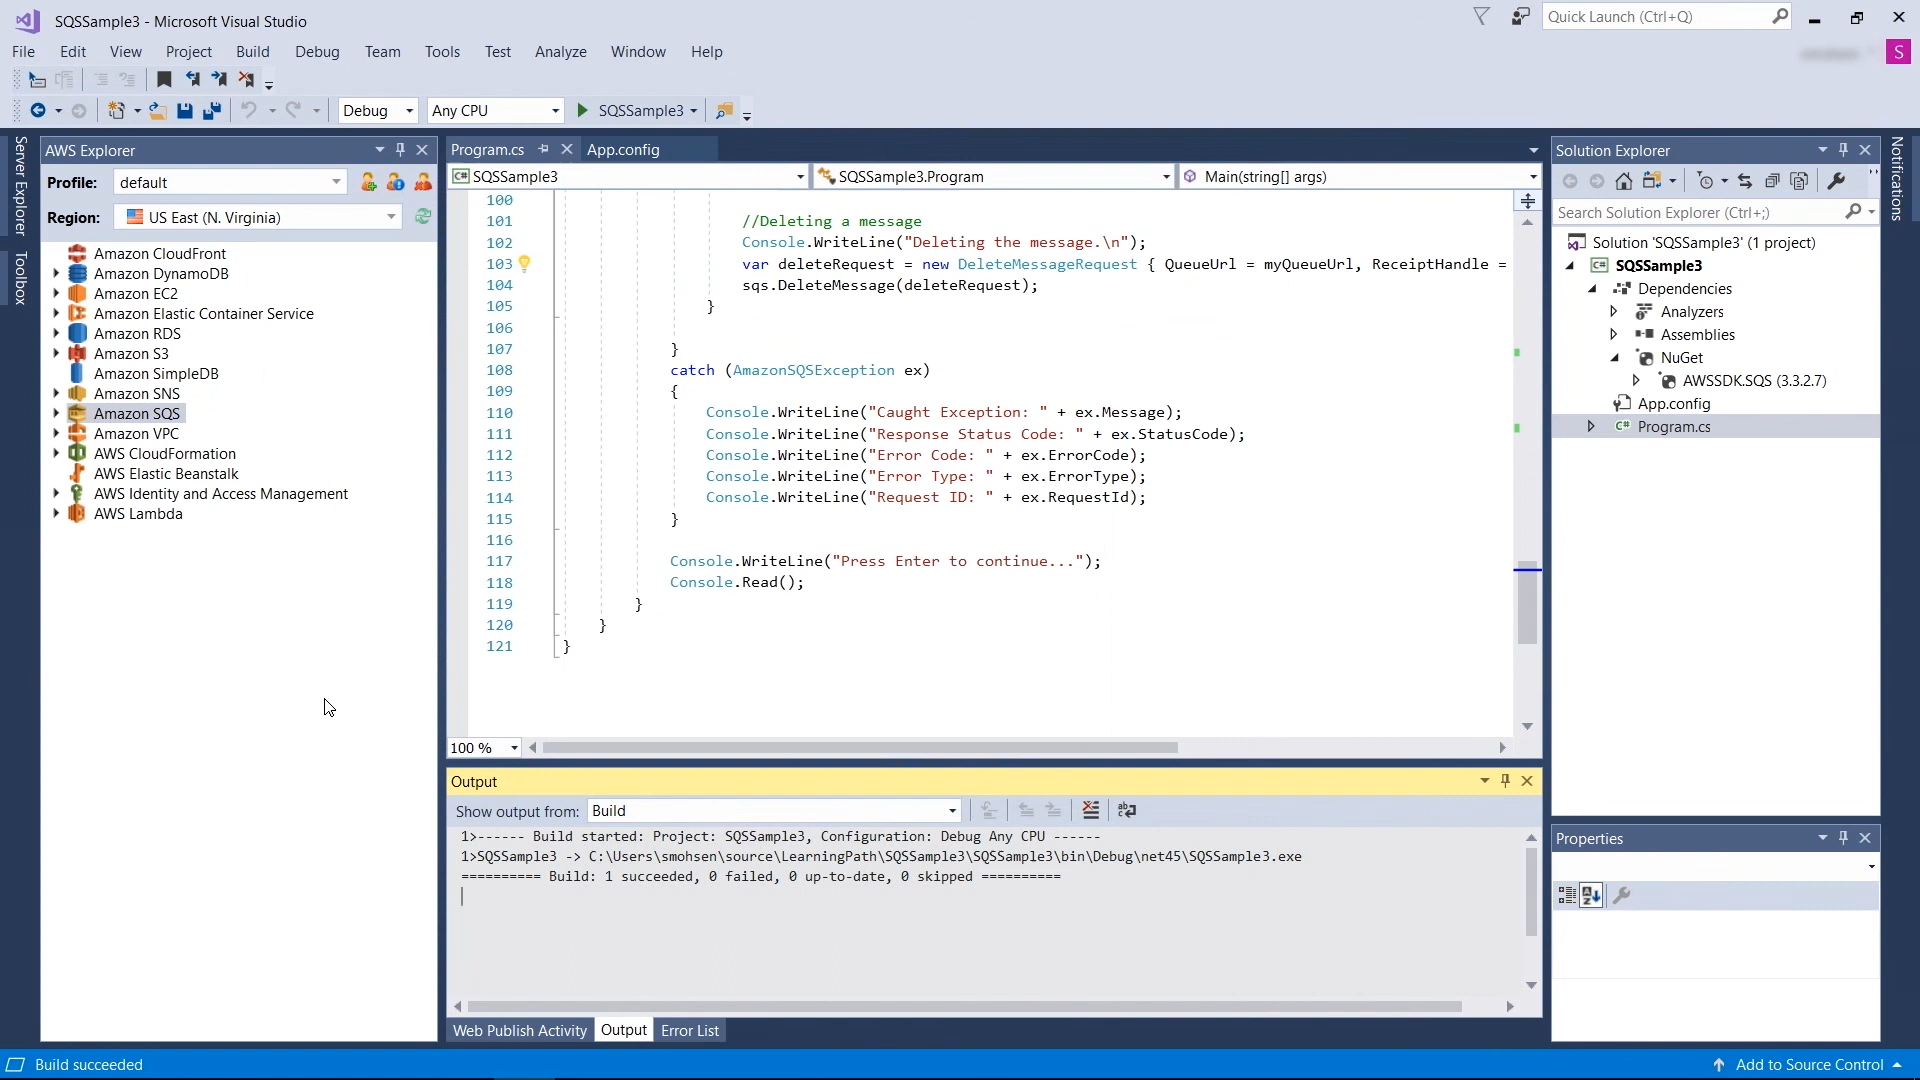 SQSSample3 - Microsoft Visual Studio
Quick Launch (Ctrl+Q)
File Edit View Project Build Debug Team Tools Test Analyze Window Help
S
Debug Any CPU SQSSample3
Server Explorer
Toolbox
AWS Explorer
Profile: default
Region: US East (N. Virginia)
Amazon CloudFront
Amazon DynamoDB
Amazon EC2
Amazon Elastic Container Service
Amazon RDS
Amazon S3
Amazon SimpleDB
Amazon SNS
Amazon SQS
Amazon VPC
AWS CloudFormation
AWS Elastic Beanstalk
AWS Identity and Access Management
AWS Lambda
Program.cs App.config
C# SQSSample3 SQSSample3.Program Main(string[] args)
100
101 //Deleting a message
102 Console.WriteLine("Deleting the message.\n");
103 var deleteRequest = new DeleteMessageRequest { QueueUrl = myQueueUrl, ReceiptHandle =
104 sqs.DeleteMessage(deleteRequest);
105 }
106
107 }
108 catch (AmazonSQSException ex)
109 {
110 Console.WriteLine("Caught Exception: " + ex.Message);
111 Console.WriteLine("Response Status Code: " + ex.StatusCode);
112 Console.WriteLine("Error Code: " + ex.ErrorCode);
113 Console.WriteLine("Error Type: " + ex.ErrorType);
114 Console.WriteLine("Request ID: " + ex.RequestId);
115 }
116
117 Console.WriteLine("Press Enter to continue...");
118 Console.Read();
119 }
120 }
121 }
100 %
Output
Show output from: Build
1>------ Build started: Project: SQSSample3, Configuration: Debug Any CPU ------
1>SQSSample3 -> C:\Users\smohsen\source\LearningPath\SQSSample3\SQSSample3\bin\Debug\net45\SQSSample3.exe
========== Build: 1 succeeded, 0 failed, 0 up-to-date, 0 skipped ==========
Web Publish Activity Output Error List
Solution Explorer
Search Solution Explorer (Ctrl+;)
Solution 'SQSSample3' (1 project)
C# SQSSample3
Dependencies
Analyzers
Assemblies
NuGet
AWSSDK.SQS (3.3.2.7)
App.config
C# Program.cs
Properties
Notifications
Build succeeded
Add to Source Control